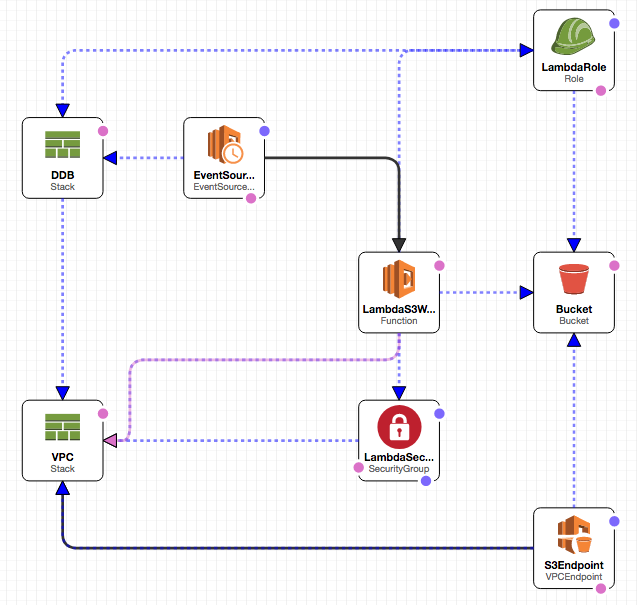 LambdaRole
Role
DDB
Stack
EventSour...
EventSource...
LambdaS3W...
Function
Bucket
Bucket
VPC
Stack
LambdaSec...
SecurityGroup
S3Endpoint
VPCEndpoint